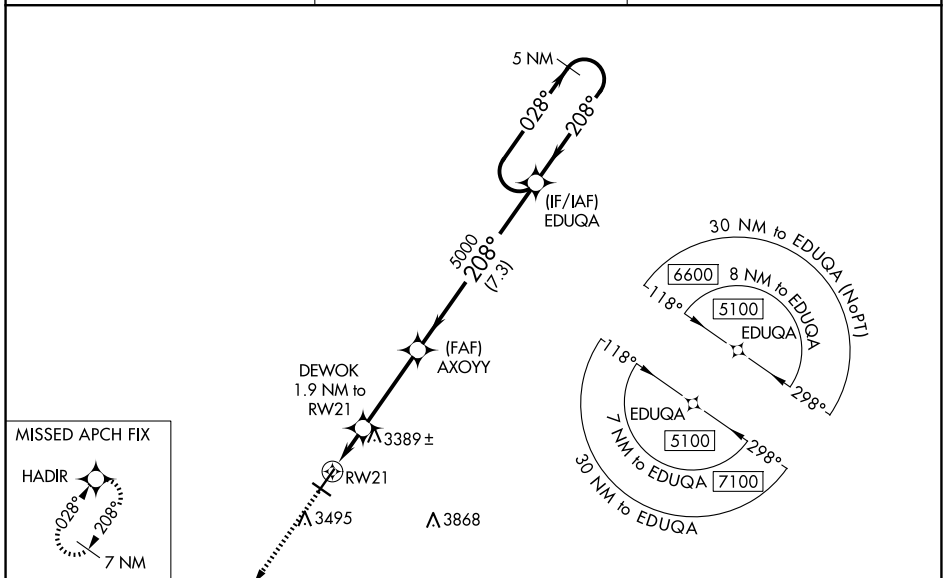 5 NM
028°
208°
(IF/IAF)
EDUQA
5000
208°
(7.3)
(FAF)
AXOYY
DEWOK
1.9 NM to
RW21
3389 ±
RW21
3495
3868
30 NM to EDUQA (NoPT)
6600
8 NM to EDUQA
5100
118°
EDUQA
298°
118°
EDUQA
5100
298°
7 NM to EDUQA
7100
30 NM to EDUQA
MISSED APCH FIX
HADIR
028°
208°
7 NM